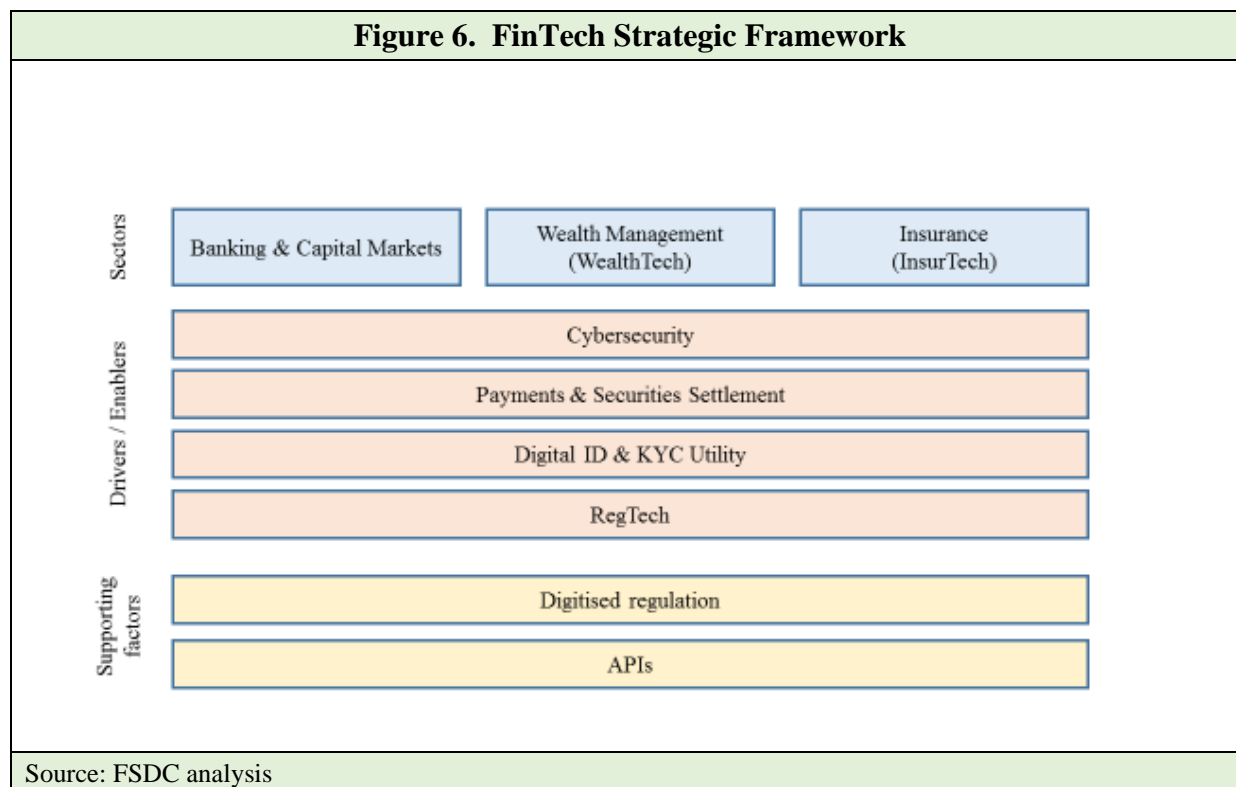 Figure 6. FinTech Strategic Framework
Sectors
Banking & Capital Markets
Wealth Management
(WealthTech)
Insurance
(InsurTech)
Drivers / Enablers
Cybersecurity
Payments & Securities Settlement
Digital ID & KYC Utility
RegTech
Supporting
factors
Digitised regulation
APIs
Source: FSDC analysis